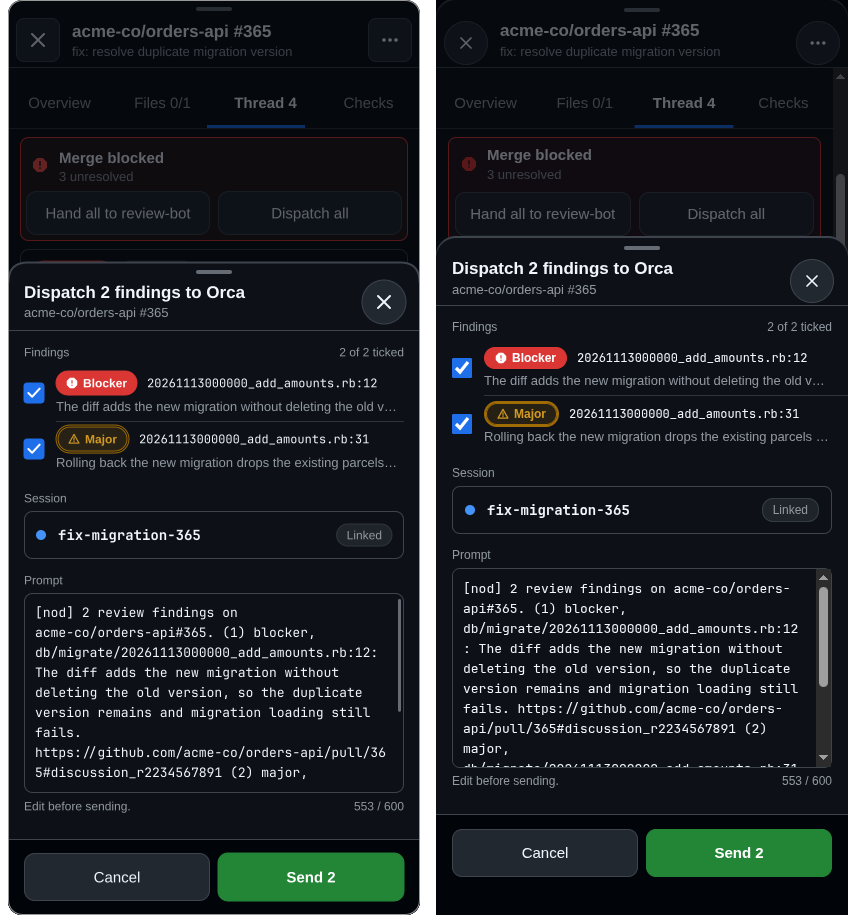 acme-co/orders-api #365
fix: resolve duplicate migration version
Overview Files 0/1 Thread 4 Checks
Merge blocked
3 unresolved
Hand all to review-bot Dispatch all
Dispatch 2 findings to Orca
acme-co/orders-api #365
Findings 2 of 2 ticked
Blocker 20261113000000_add_amounts.rb:12
The diff adds the new migration without deleting the old v…
Major 20261113000000_add_amounts.rb:31
Rolling back the new migration drops the existing parcels…
Session
fix-migration-365 Linked
Prompt
[nod] 2 review findings on
acme-co/orders-api#365. (1) blocker,
db/migrate/20261113000000_add_amounts.rb:12:
The diff adds the new migration without
deleting the old version, so the duplicate
version remains and migration loading still
fails.
https://github.com/acme-co/orders-api/pull/36
5#discussion_r2234567891 (2) major,
Edit before sending. 553 / 600
Cancel Send 2
acme-co/orders-api #365
fix: resolve duplicate migration version
Overview Files 0/1 Thread 4 Checks
Merge blocked
3 unresolved
Hand all to review-bot Dispatch all
Dispatch 2 findings to Orca
acme-co/orders-api #365
Findings 2 of 2 ticked
Blocker 20261113000000_add_amounts.rb:12
The diff adds the new migration without deleting the old v…
Major 20261113000000_add_amounts.rb:31
Rolling back the new migration drops the existing parcels …
Session
fix-migration-365 Linked
Prompt
[nod] 2 review findings on acme-co/orders-
api#365. (1) blocker,
db/migrate/20261113000000_add_amounts.rb:12
: The diff adds the new migration without
deleting the old version, so the duplicate
version remains and migration loading still
fails. https://github.com/acme-co/orders-
api/pull/365#discussion_r2234567891 (2)
major,
db/migrate/20261113000000_add_amounts.rb:31
Edit before sending. 553 / 600
Cancel Send 2